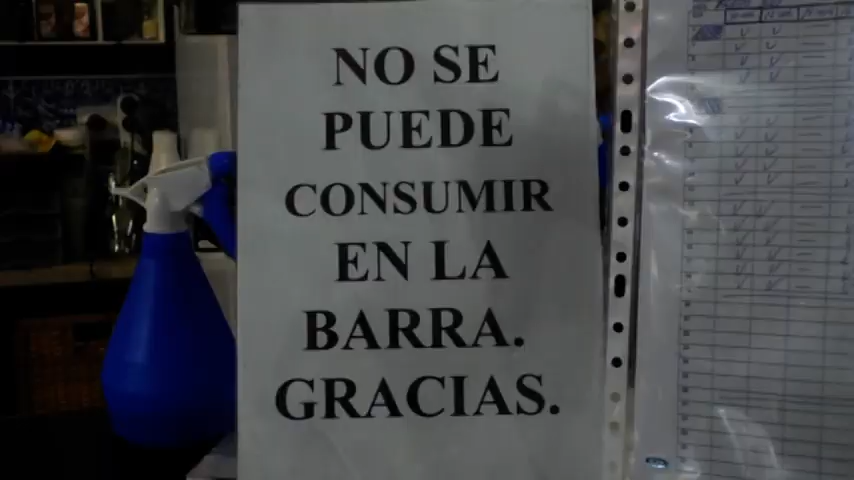 NO SE
PUEDE
CONSUMIR
EN LA
BARRA.
GRACIAS.